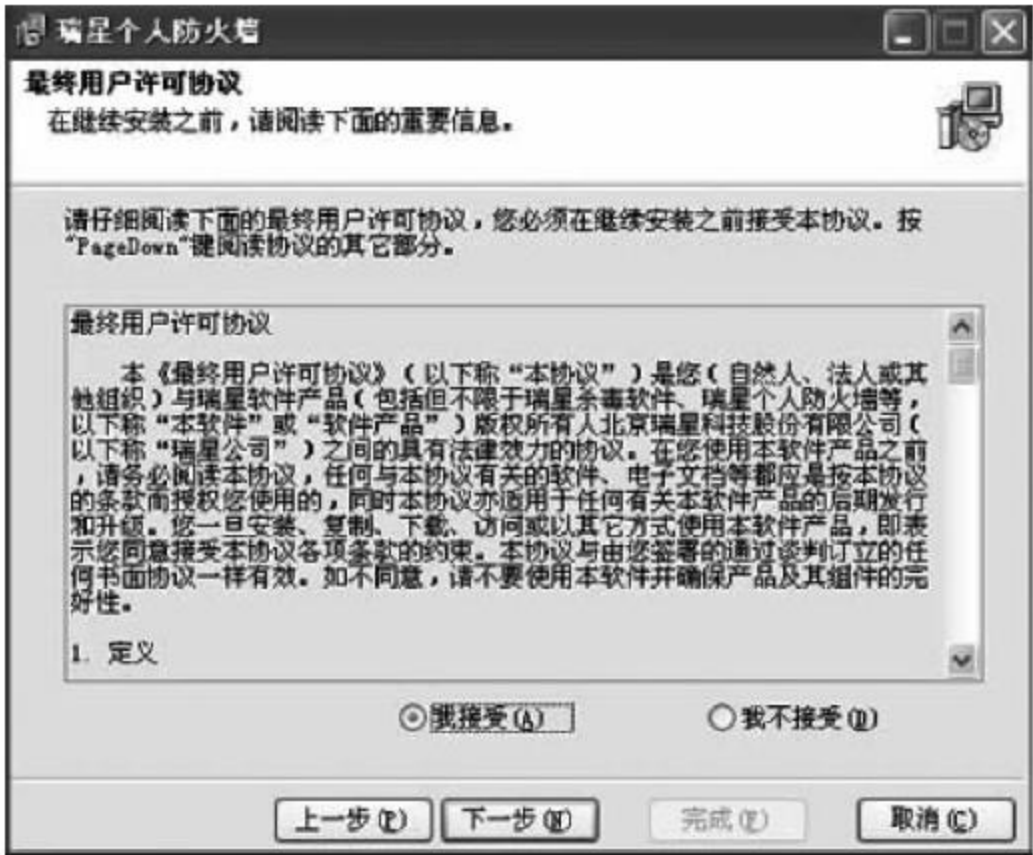 瑞星个人防火墙
最终用户许可协议
在继续安装之前，请阅读下面的重要信息。
请仔细阅读下面的最终用户许可协议，您必须在继续安装之前接受本协议。按
"PageDown"键阅读协议的其它部分。
最终用户许可协议
本《最终用户许可协议》（以下称“本协议”）是您（自然人、法人或其
他组织）与瑞星软件产品（包括但不限于瑞星杀毒软件、瑞星个人防火墙等，
以下称“本软件”或“软件产品”）版权所有人北京瑞星科技股份有限公司（
以下称“瑞星公司”）之间的具有法律效力的协议。在您使用本软件产品之前
，请务必阅读本协议，任何与本协议有关的软件、电子文档等都应是按本协议
的条款而授权您使用的，同时本协议亦适用于任何有关本软件产品的后期发行
和升级。您一旦安装、复制、下载、访问或以其它方式使用本软件产品，即表
示您同意接受本协议各项条款的约束。本协议与由您签署的通过谈判订立的任
何书面协议一样有效。如不同意，请不要使用本软件并确保产品及其组件的完
好性。
1. 定义
我接受(A) 我不接受(D)
上一步(P) 下一步(N) 完成(F) 取消(C)